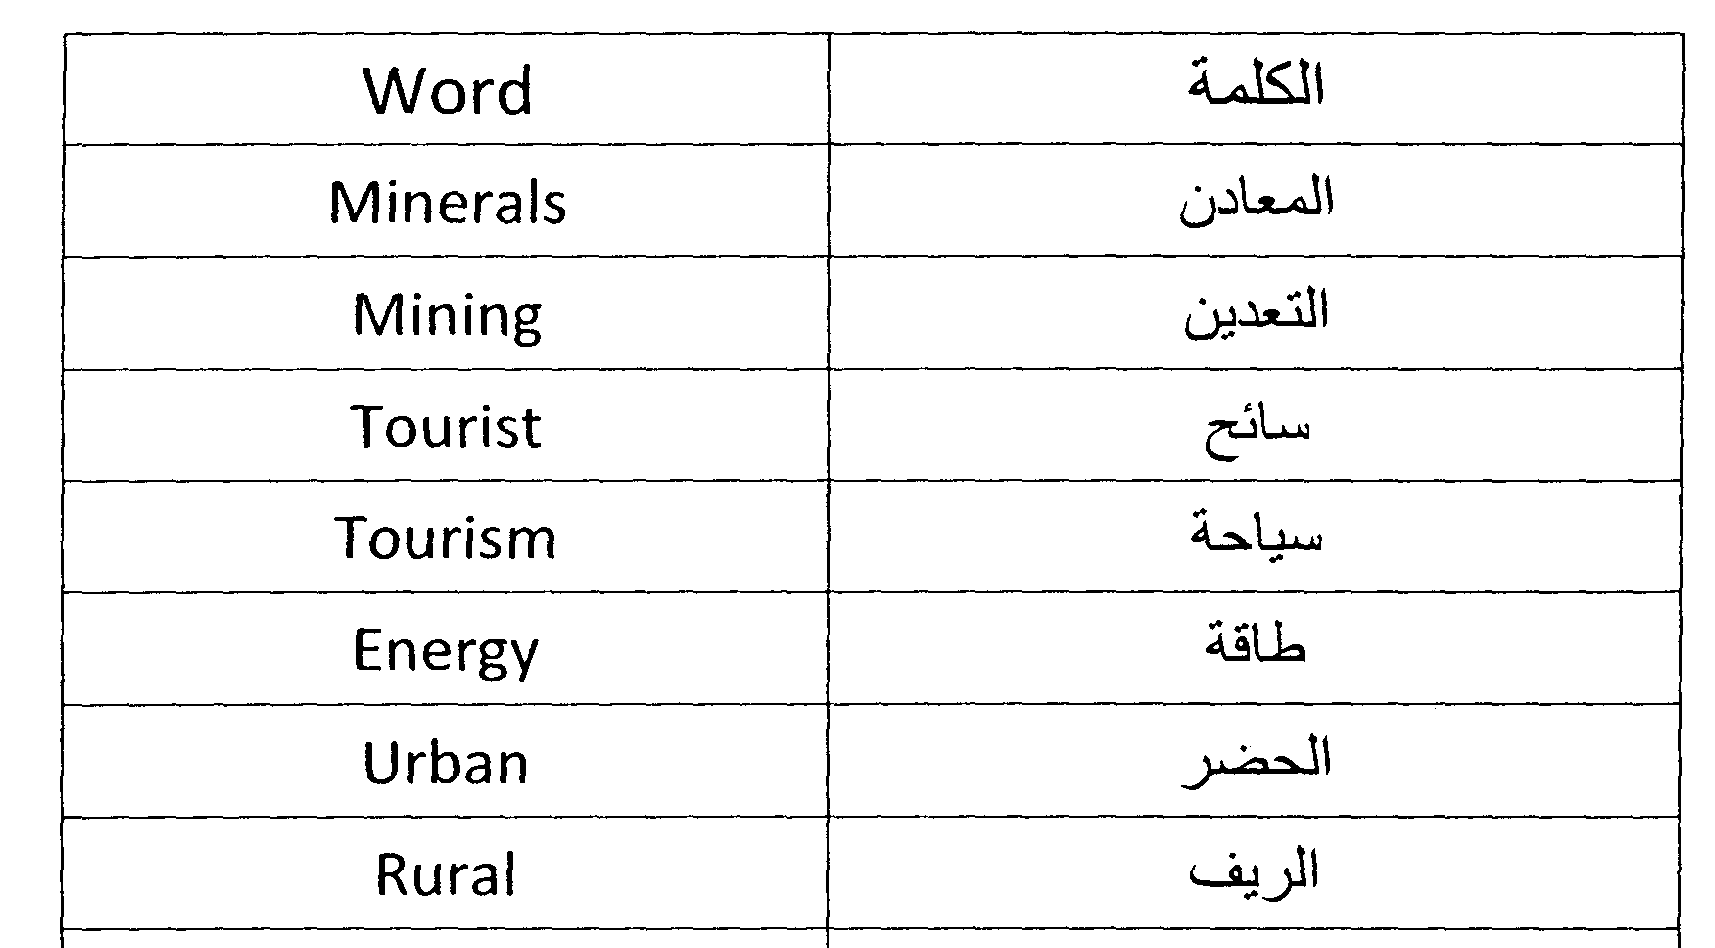 Word الكلمة
Minerals المعادن
Mining التعدين
Tourist سائح
Tourism سياحة
Energy طاقة
Urban الحضر
Rural الريف